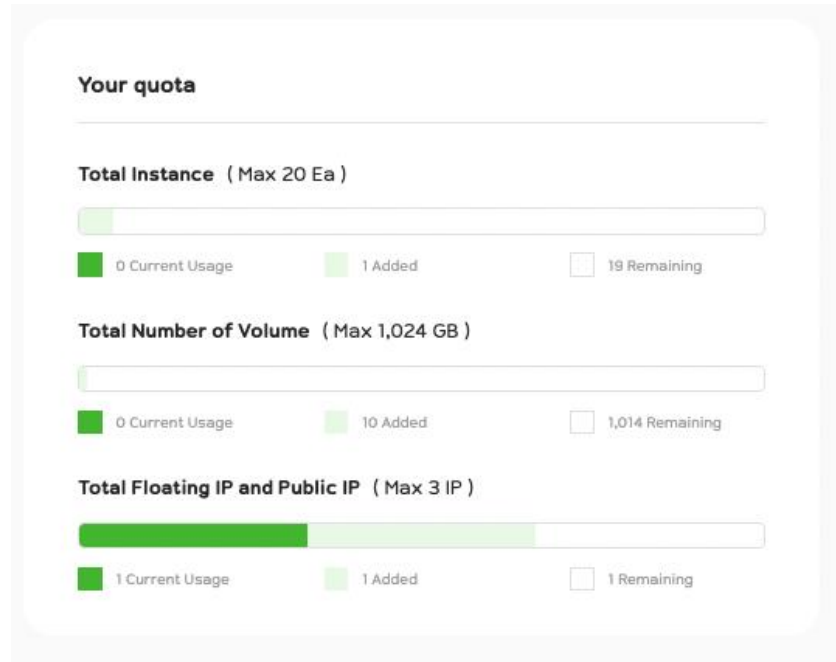 Your quota
Total Instance ( Max 20 Ea )
0 Current Usage 1 Added 19 Remaining
Total Number of Volume ( Max 1,024 GB )
0 Current Usage 10 Added 1,014 Remaining
Total Floating IP and Public IP ( Max 3 IP )
1 Current Usage 1 Added 1 Remaining